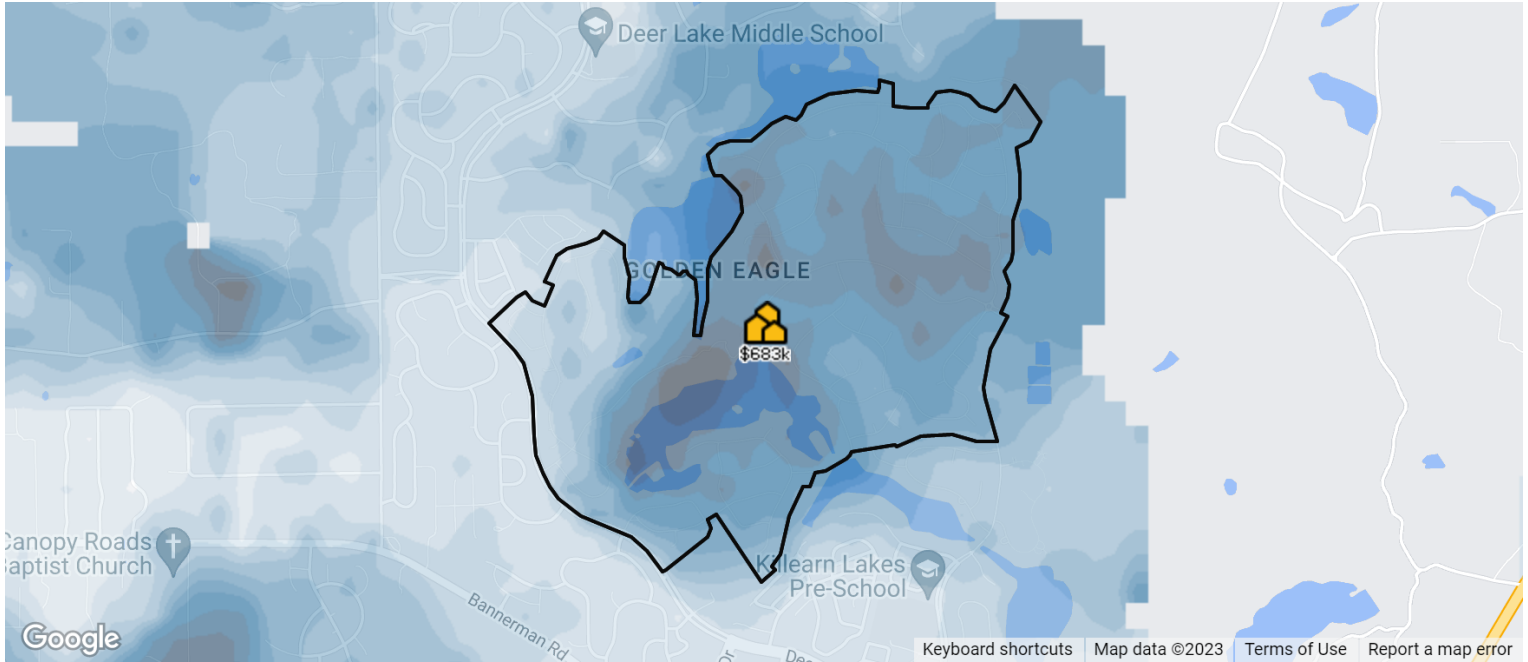 Deer Lake Middle School
GOLDEN EAGLE
$683k
Canopy Roads
Baptist Church
Killearn Lakes
Pre-School
Bannerman Rd
Google
Keyboard shortcuts
Map data ©2023
Terms of Use
Report a map error